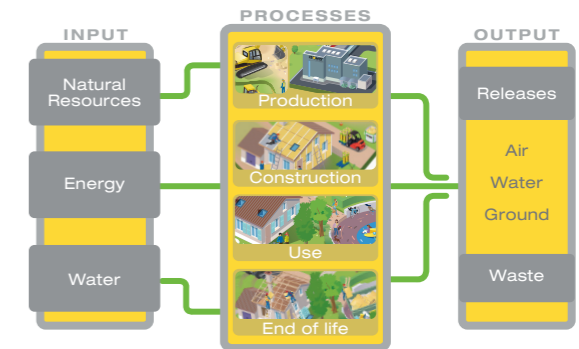 INPUT
Natural
Resources
Energy
Water
PROCESSES
Production
Construction
Use
End of life
OUTPUT
Releases
Air
Water
Ground
Waste